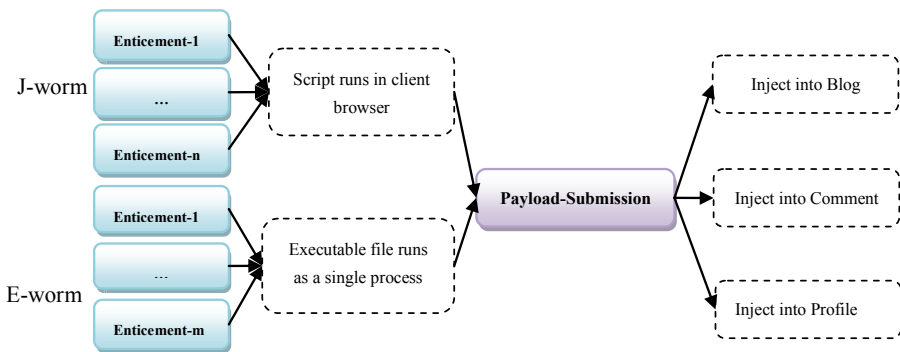 J-worm
Enticement-1
...
Enticement-n
Script runs in client
browser
E-worm
Enticement-1
...
Enticement-m
Executable file runs
as a single process
Payload-Submission
Inject into Blog
Inject into Comment
Inject into Profile